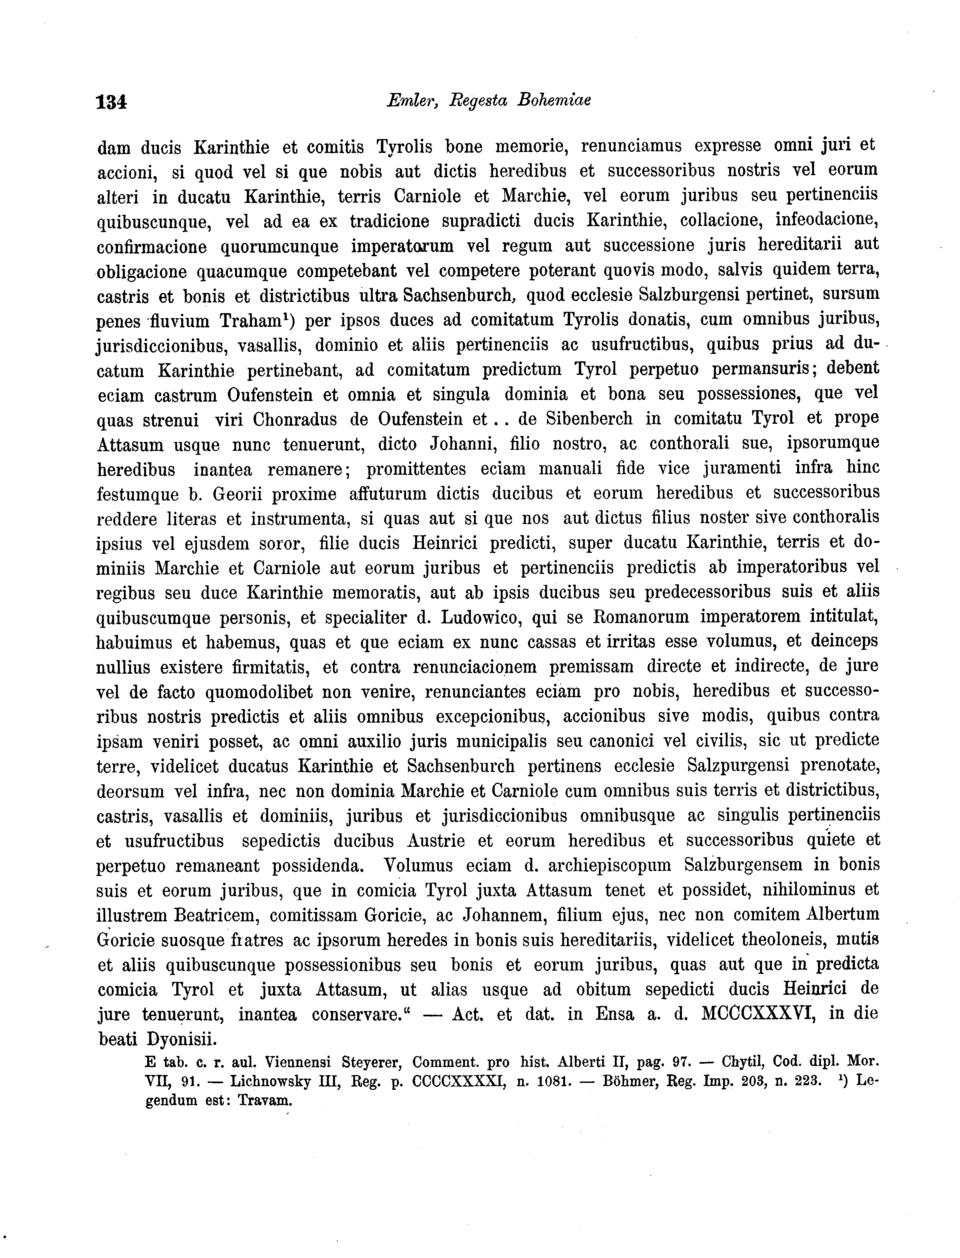 134 Emler, Regesta Bohemiae
dam ducis Karinthie et comitis Tyrolis bone memorie, renunciamus expresse omni juri et
accioni, si quod vel si que nobis aut dictis heredibus et successoribus nostris vel eorum
alteri in ducatu Karinthie, terris Carniole et Marchie, vel eorum juribus seu pertinenciis
quibuscunque, vel ad ea ex tradicione supradicti ducis Karinthie, collacione, infeodacione,
confirmacione quorumcunque imperatorum vel regum aut successione juris hereditarii aut
obligacione quacumque competebant vel competere poterant quovis modo, salvis quidem terra,
castris et bonis et districtibus ultra Sachsenburch, quod ecclesie Salzburgensi pertinet, sursum
penes fluvium Traham¹) per ipsos duces ad comitatum Tyrolis donatis, cum omnibus juribus,
jurisdiccionibus, vasallis, dominio et aliis pertinenciis ac usufructibus, quibus prius ad du-
catum Karinthie pertinebant, ad comitatum predictum Tyrol perpetuo permansuris; debent
eciam castrum Oufenstein et omnia et singula dominia et bona seu possessiones, que vel
quas strenui viri Chonradus de Oufenstein et . . de Sibenberch in comitatu Tyrol et prope
Attasum usque nunc tenuerunt, dicto Johanni, filio nostro, ac conthorali sue, ipsorumque
heredibus inantea remanere; promittentes eciam manuali fide vice juramenti infra hinc
festumque b. Georii proxime affuturum dictis ducibus et eorum heredibus et successoribus
reddere literas et instrumenta, si quas aut si que nos aut dictus filius noster sive conthoralis
ipsius vel ejusdem soror, filie ducis Heinrici predicti, super ducatu Karinthie, terris et do-
miniis Marchie et Carniole aut eorum juribus et pertinenciis predictis ab imperatoribus vel
regibus seu duce Karinthie memoratis, aut ab ipsis ducibus seu predecessoribus suis et aliis
quibuscumque personis, et specialiter d. Ludowico, qui se Romanorum imperatorem intitulat,
habuimus et habemus, quas et que eciam ex nunc cassas et irritas esse volumus, et deinceps
nullius existere firmitatis, et contra renunciacionem premissam directe et indirecte, de jure
vel de facto quomodolibet non venire, renunciantes eciam pro nobis, heredibus et successo-
ribus nostris predictis et aliis omnibus excepcionibus, accionibus sive modis, quibus contra
ipsam veniri posset, ac omni auxilio juris municipalis seu canonici vel civilis, sic ut predicte
terre, videlicet ducatus Karinthie et Sachsenburch pertinens ecclesie Salzpurgensi prenotate,
deorsum vel infra, nec non dominia Marchie et Carniole cum omnibus suis terris et districtibus,
castris, vasallis et dominiis, juribus et jurisdiccionibus omnibusque ac singulis pertinenciis
et usufructibus sepedictis ducibus Austrie et eorum heredibus et successoribus quiete et
perpetuo remaneant possidenda. Volumus eciam d. archiepiscopum Salzburgensem in bonis
suis et eorum juribus, que in comicia Tyrol juxta Attasum tenet et possidet, nihilominus et
illustrem Beatricem, comitissam Goricie, ac Johannem, filium ejus, nec non comitem Albertum
Goricie suosque fratres ac ipsorum heredes in bonis suis hereditariis, videlicet theoloneis, mutis
et aliis quibuscunque possessionibus seu bonis et eorum juribus, quas aut que in predicta
comicia Tyrol et juxta Attasum, ut alias usque ad obitum sepedicti ducis Heinrici de
jure tenuerunt, inantea conservare.“ — Act. et dat. in Ensa a. d. MCCCXXXVI, in die
beati Dyonisii.
E tab. c. r. aul. Viennensi Steyerer, Comment. pro hist. Alberti II, pag. 97. — Chytil, Cod. dipl. Mor.
VII, 91. — Lichnowsky III, Reg. p. CCCCXXXXI, n. 1081. — Böhmer, Reg. Imp. 203, n. 223. ¹) Le-
gendum est: Travam.